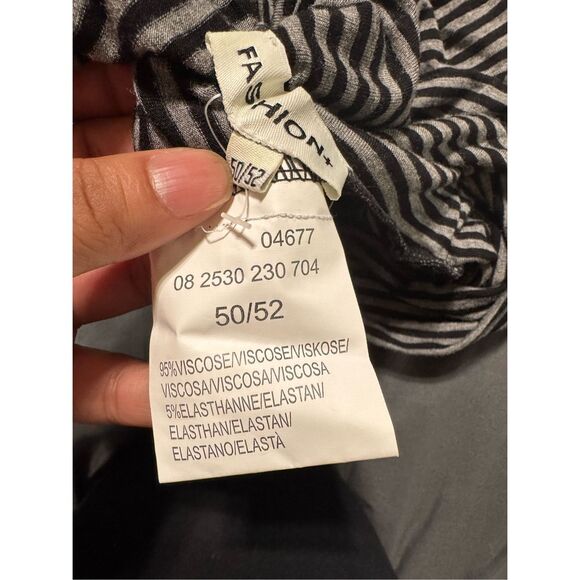 FASHION+
50/52
04677
08 2530 230 704
50/52
95%VISCOSE/VISCOSE/VISKOSE/
VISCOSA/VISCOSA/VISCOSA
5%ELASTHANNE/ELASTAN/
ELASTHAN/ELASTAN/
ELASTANO/ELASTÀ